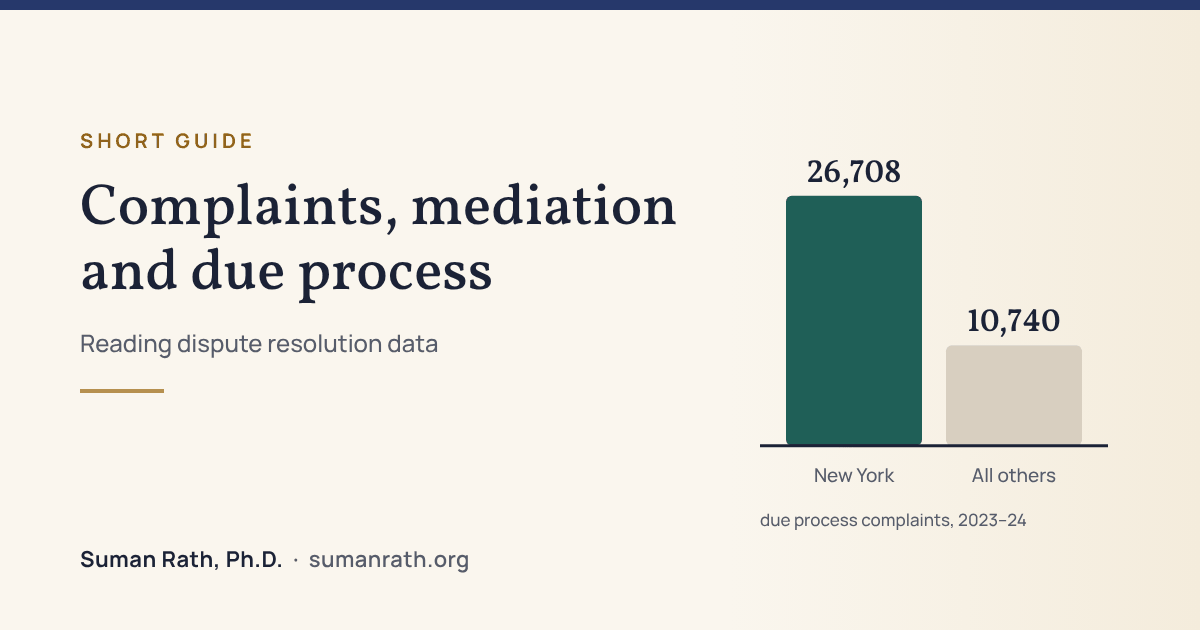 SHORT GUIDE
Complaints, mediation
and due process
Reading dispute resolution data
Suman Rath, Ph.D. · sumanrath.org
26,708
10,740
New York
All others
due process complaints, 2023–24